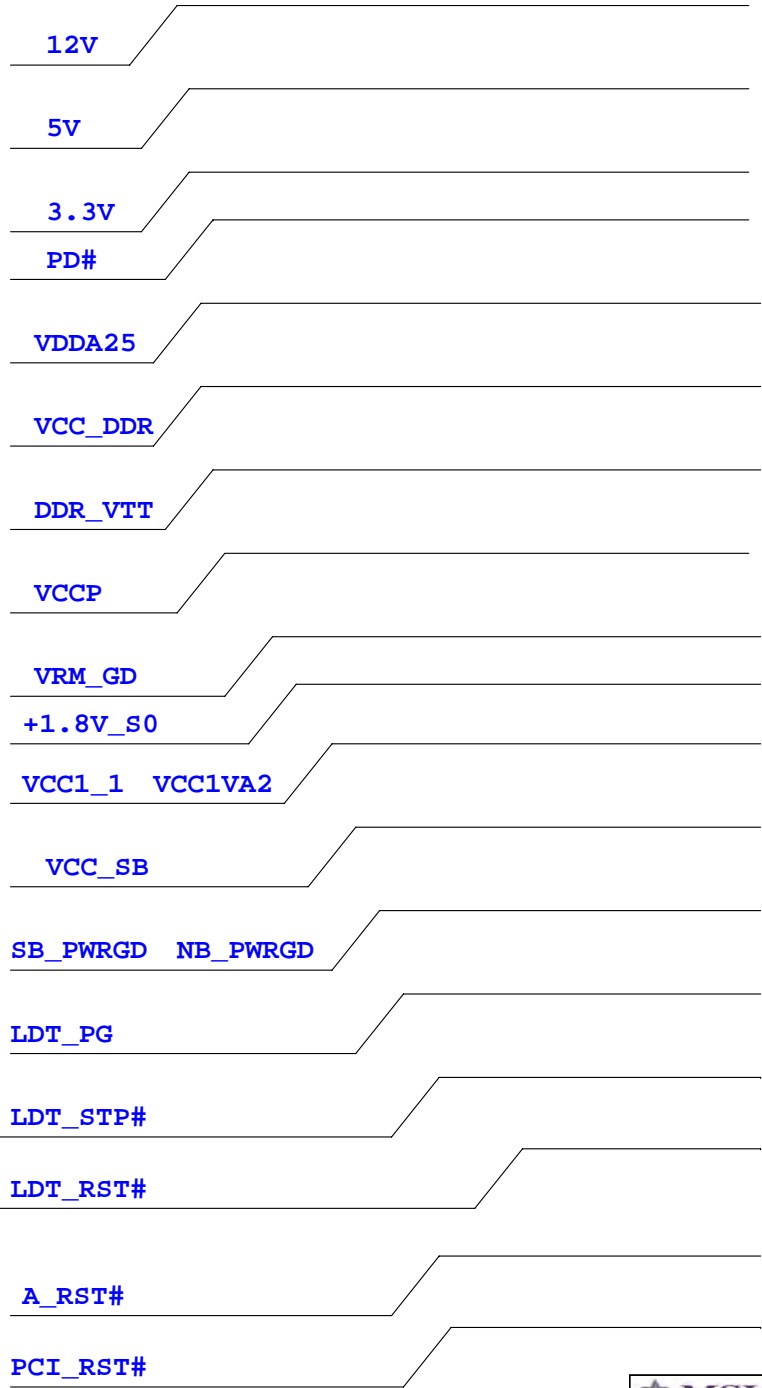 12V
5V
3.3V
PD#
VDDA25
VCC_DDR
DDR_VTT
VCCP
VRM_GD
+1.8V_S0
VCC1_1 VCC1VA2
VCC_SB
SB_PWRGD NB_PWRGD
LDT_PG
LDT_STP#
LDT_RST#
A_RST#
PCI_RST#